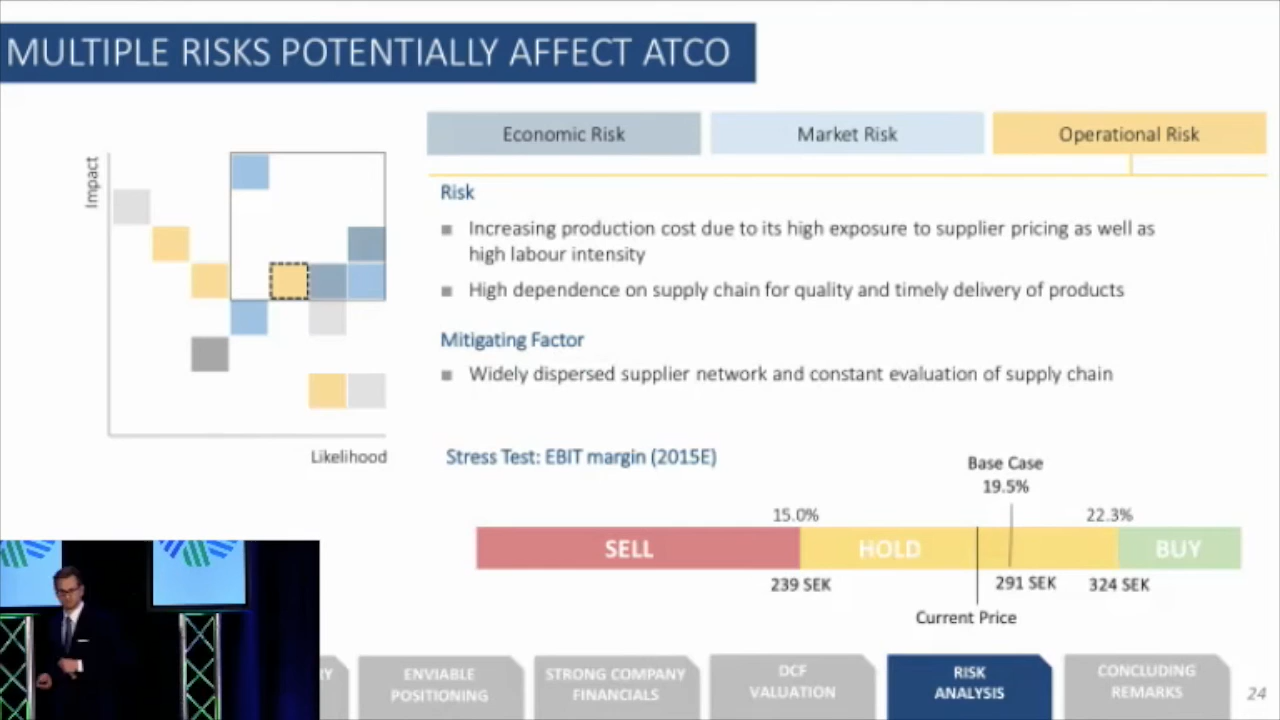 MULTIPLE RISKS POTENTIALLY AFFECT ATCO
Economic Risk
Market Risk
Operational Risk
Impact
Likelihood
Risk
Increasing production cost due to its high exposure to supplier pricing as well as
high labour intensity
High dependence on supply chain for quality and timely delivery of products
Mitigating Factor
Widely dispersed supplier network and constant evaluation of supply chain
Stress Test: EBIT margin (2015E)
Base Case
19.5%
15.0%
22.3%
SELL
HOLD
BUY
239 SEK
291 SEK
324 SEK
Current Price
RY
ENVIABLE
POSITIONING
STRONG COMPANY
FINANCIALS
DCF
VALUATION
RISK
ANALYSIS
CONCLUDING
REMARKS
24